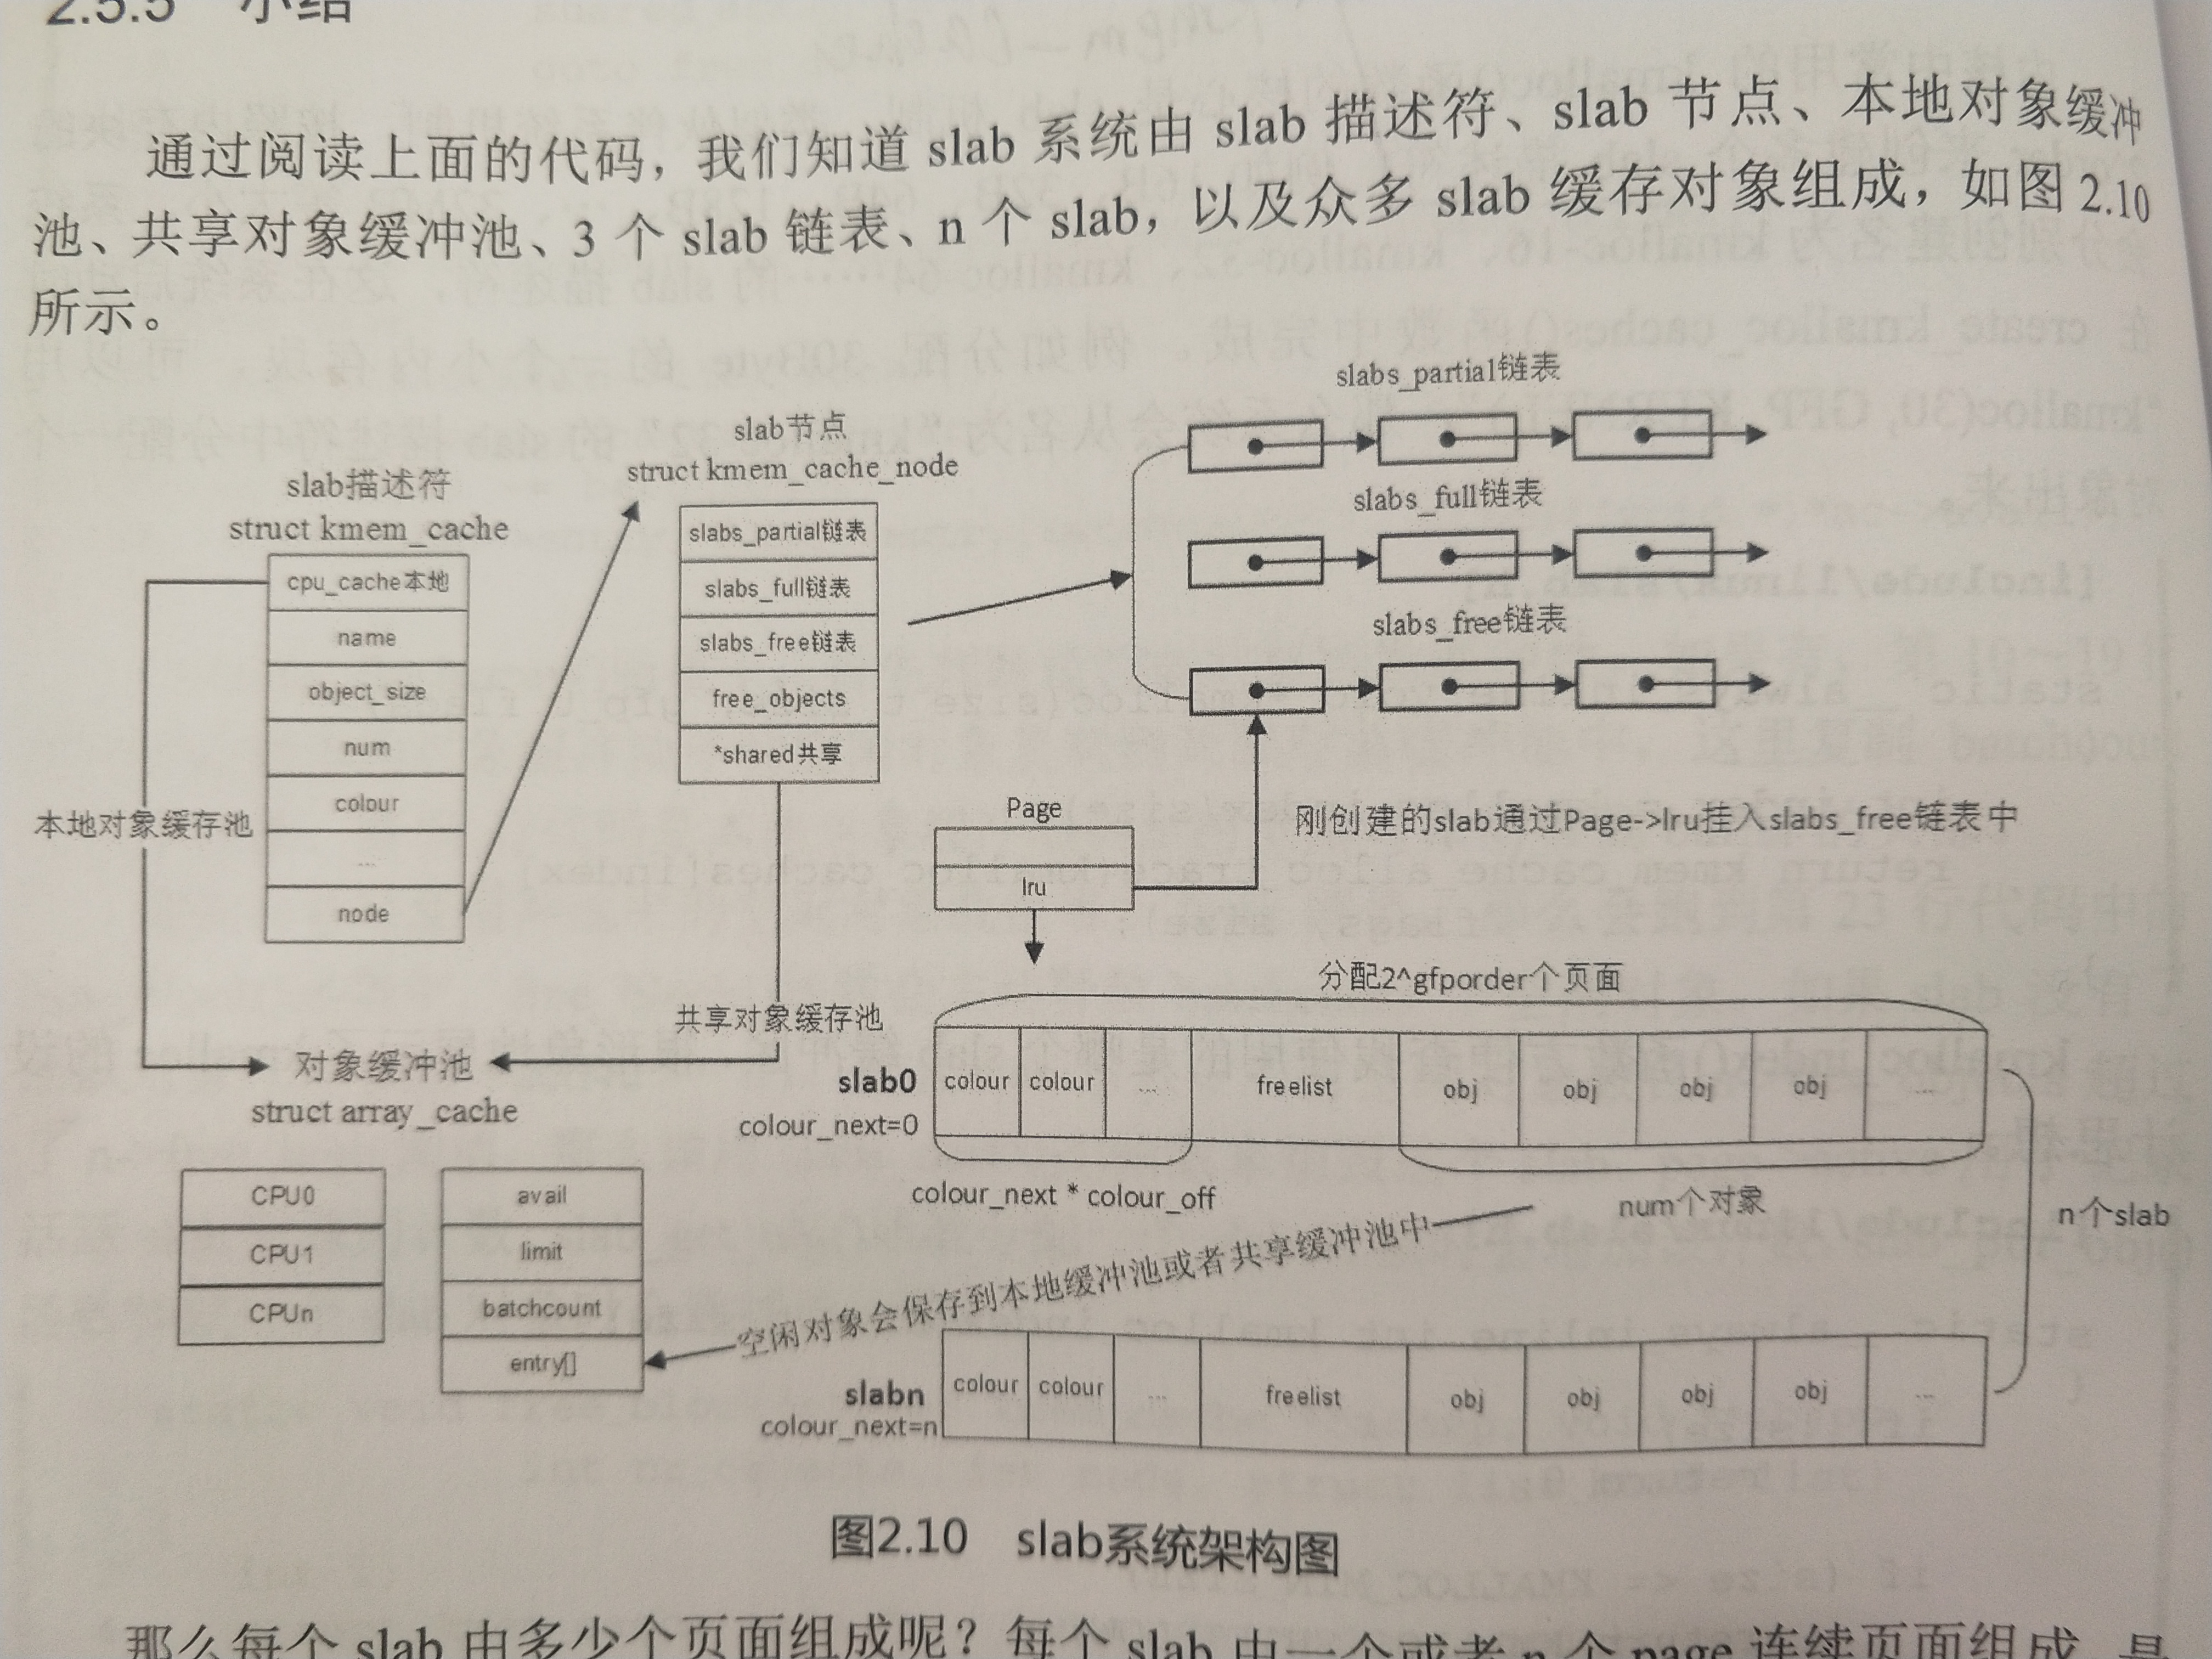 2.5.5 小结
通过阅读上面的代码，我们知道 slab 系统由 slab 描述符、slab 节点、本地对象缓冲
池、共享对象缓冲池、3 个 slab 链表、n 个 slab，以及众多 slab 缓存对象组成，如图 2.10
所示。
slabs_partial链表
slab节点
struct kmem_cache_node
slab描述符
struct kmem_cache
slabs_partial链表
slabs_full链表
slabs_full链表
cpu_cache本地
slabs_free链表
name
slabs_free链表
object_size
free_objects
num
*shared共享
colour
本地对象缓存池
...
node
Page
lru
刚创建的slab通过Page->lru挂入slabs_free链表中
分配2^gfporder个页面
共享对象缓存池
对象缓冲池
struct array_cache
slab0
colour_next=0
colour colour ... freelist obj obj obj obj ...
colour_next * colour_off
num个对象
n个slab
CPU0
CPU1
CPUn
avail
limit
batchcount
entry[]
空闲对象会保存到本地缓冲池或者共享缓冲池中
slabn
colour_next=n
colour colour ... freelist obj obj obj obj ...
图2.10 slab系统架构图
那么每个 slab 由多少个页面组成呢？每个 slab 由一个或者 n 个 page 连续页面组成，是